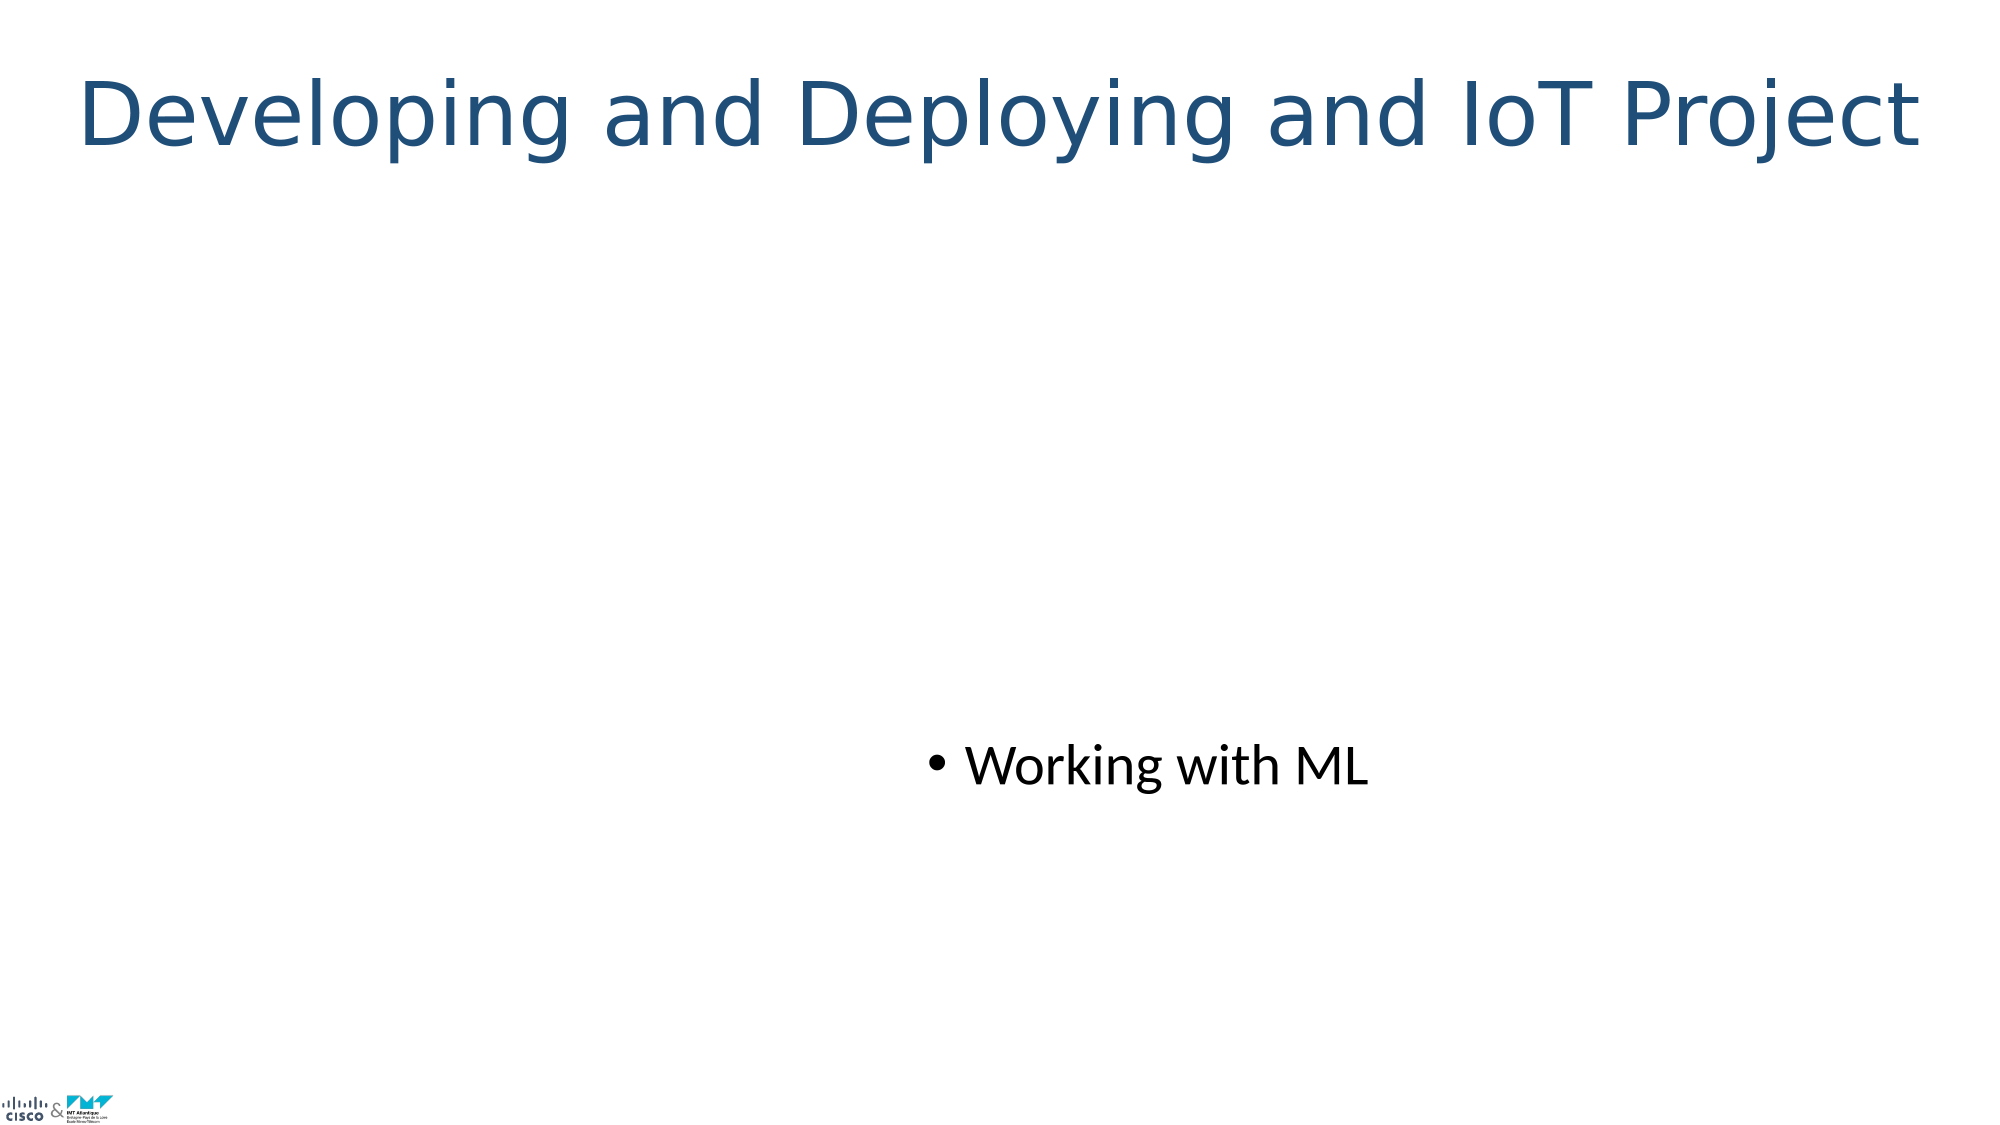 Developing and Deploying and IoT Project
• Working with ML
CISCO & IMT Atlantique
Bretagne-Pays de la Loire
École Mines-Télécom